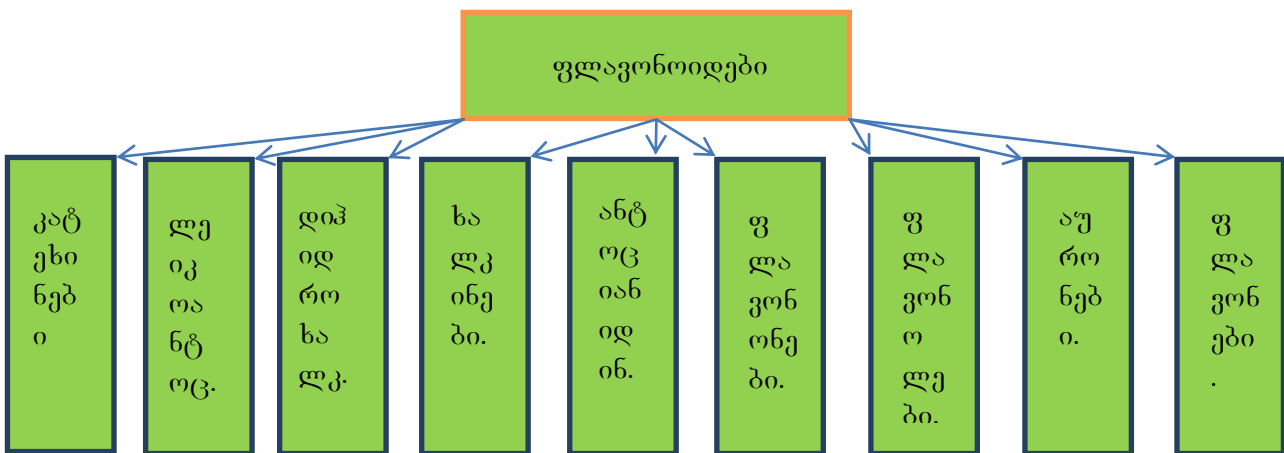 ფლავონოიდები
კატ
ეხი
ნებ
ი
ლე
იკ
ოა
ნტ
ოც.
დიჰ
იდ
რო
ხა
ლკ.
ხა
ლკ
ინე
ბი.
ანტ
ოც
იან
იდ
ინ.
ფ
ლა
ვონ
ონე
ბი.
ფ
ლა
ვონ
ო
ლე
ბი.
აუ
რო
ნებ
ი.
ფ
ლა
ვონ
ები
.